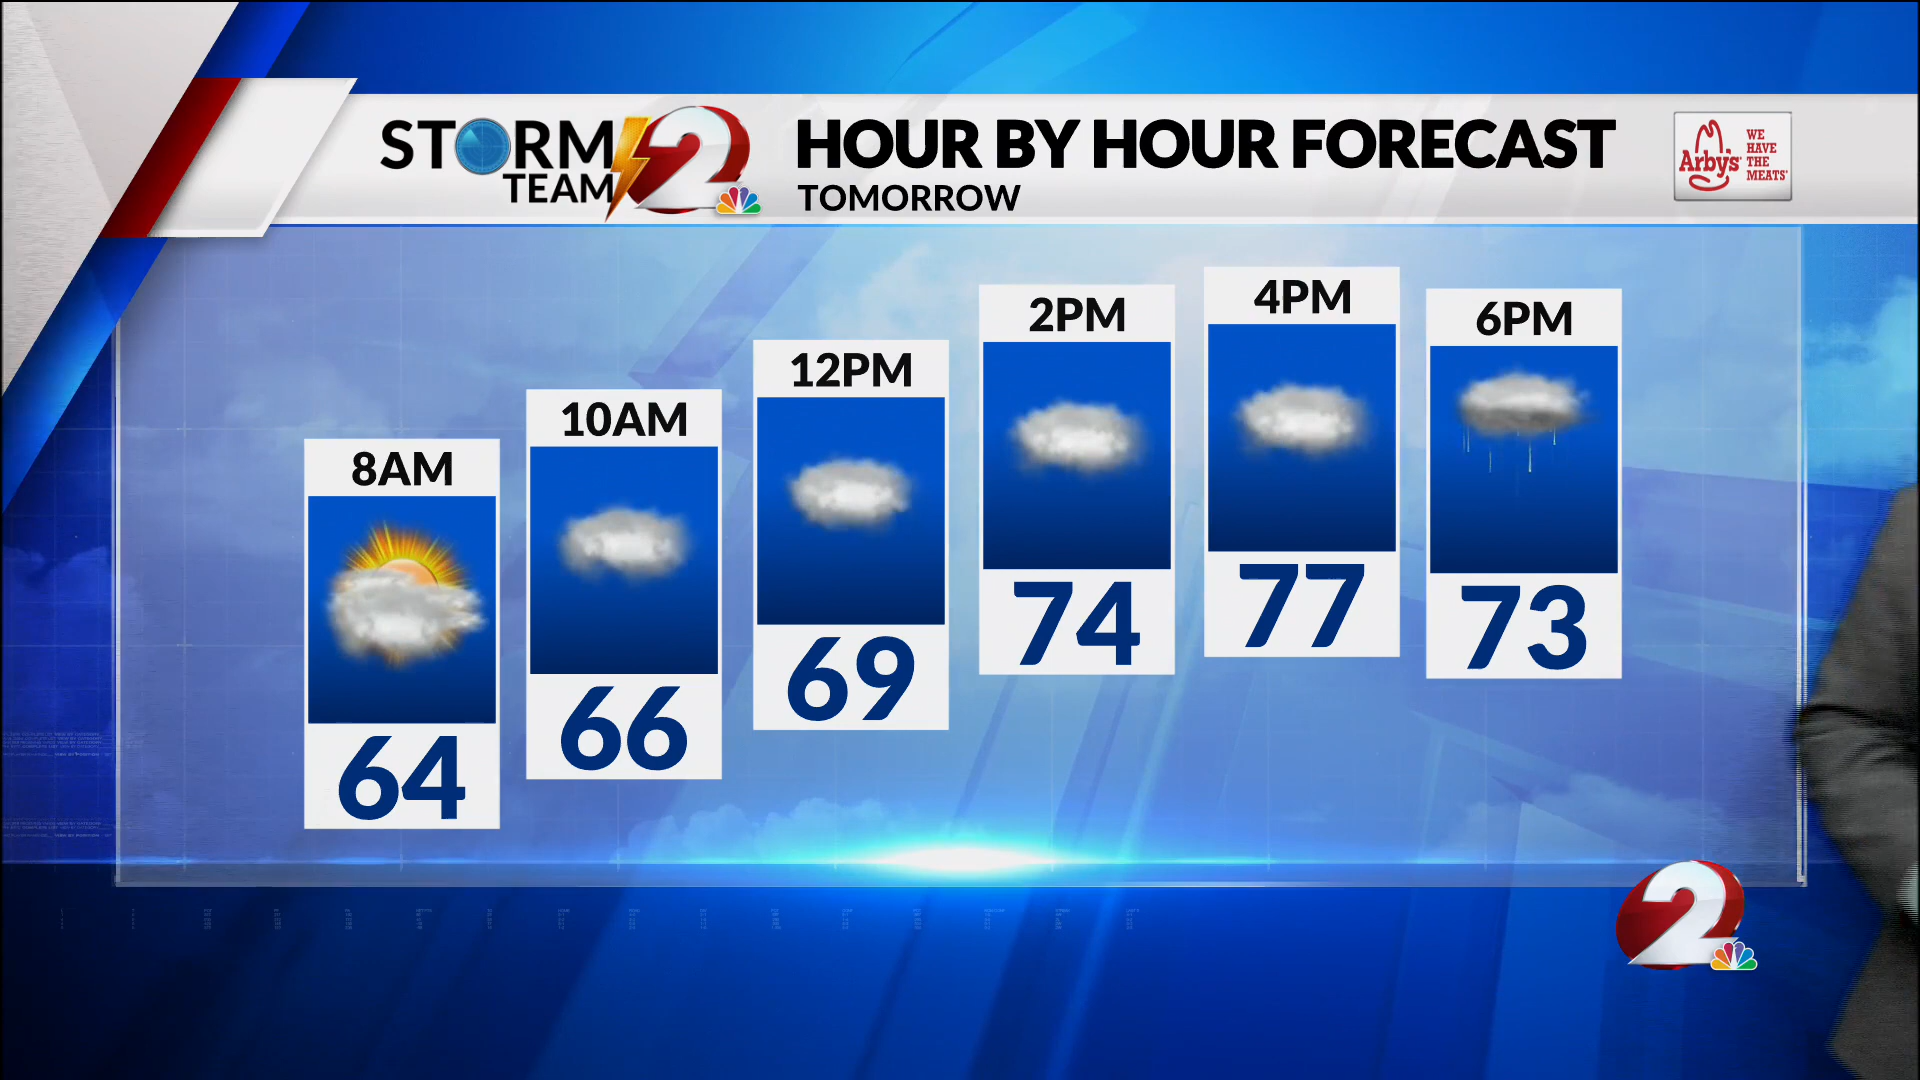 STORM
TEAM
2
HOUR BY HOUR FORECAST
TOMORROW
Arby's
WE
HAVE
THE
MEATS
8AM
64
10AM
66
12PM
69
2PM
74
4PM
77
6PM
73
2